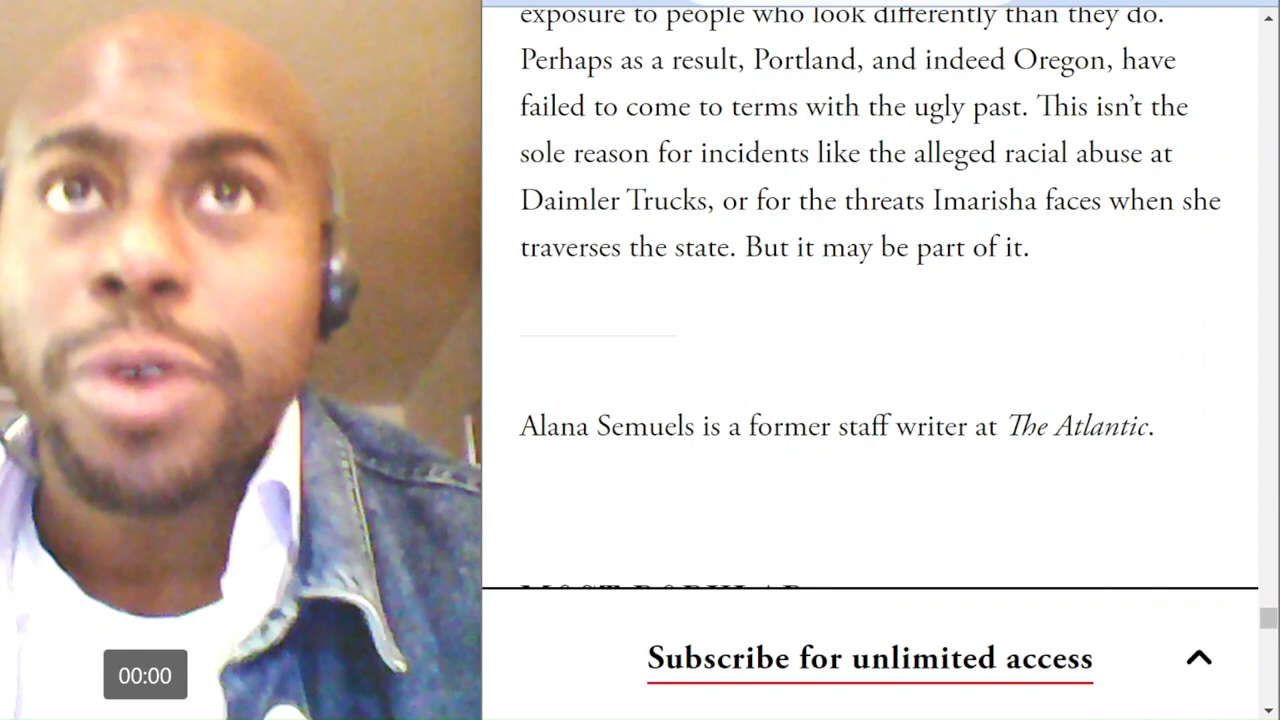 exposure to people who look differently than they do.
Perhaps as a result, Portland, and indeed Oregon, have
failed to come to terms with the ugly past. This isn’t the
sole reason for incidents like the alleged racial abuse at
Daimler Trucks, or for the threats Imarisha faces when she
traverses the state. But it may be part of it.
Alana Semuels is a former staff writer at The Atlantic.
MOST POPULAR
Subscribe for unlimited access
00:00